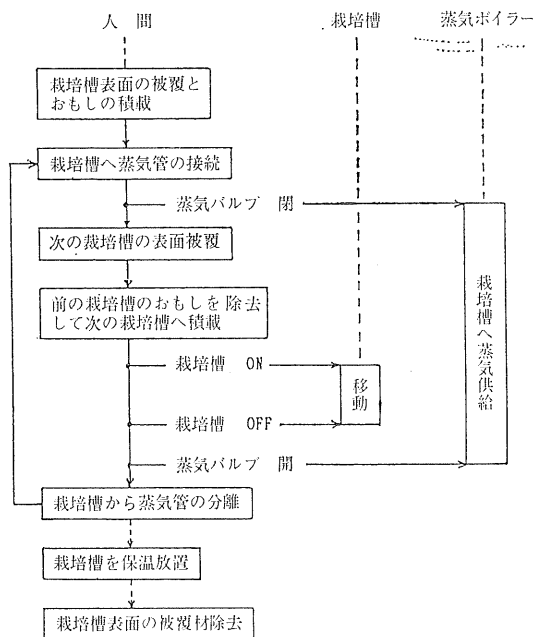 人 間
栽培槽
蒸気ボイラー
栽培槽表面の被覆と
おもしの積載
栽培槽へ蒸気管の接続
蒸気バルブ 閉
次の栽培槽の表面被覆
前の栽培槽のおもしを除去
して次の栽培槽へ積載
栽培槽 ON
移動
栽培槽 OFF
蒸気バルブ 開
栽培槽へ蒸気供給
栽培槽から蒸気管の分離
栽培槽を保温放置
栽培槽表面の被覆材除去